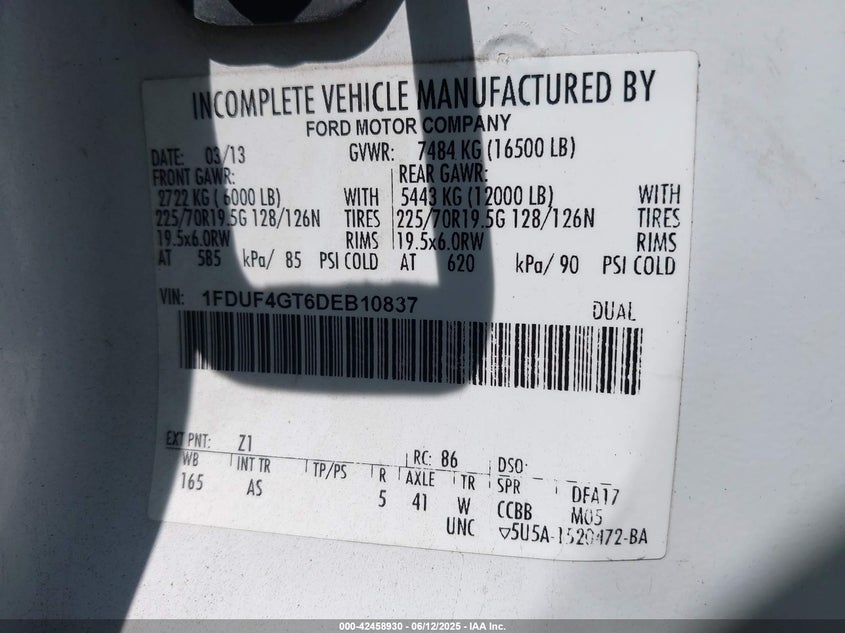 INCOMPLETE VEHICLE MANUFACTURED BY
FORD MOTOR COMPANY
DATE: 03/13 GVWR: 7484 KG (16500 LB)
FRONT GAWR: REAR GAWR:
2722 KG ( 6000 LB) WITH 5443 KG (12000 LB) WITH
225/70R19.5G 128/126N TIRES 225/70R19.5G 128/126N TIRES
19.5x6.0RW RIMS 19.5x6.0RW RIMS
AT 585 kPa/ 85 PSI COLD AT 620 kPa/ 90 PSI COLD
VIN: 1FDUF4GT6DEB10837 DUAL
EXT PNT: Z1 RC: 86 DSO:
WB INT TR TP/PS R AXLE TR SPR DFA17
165 AS 5 41 W CCBB M05
UNC ▽5U5A-1520472-BA
000-42458930 - 06/12/2025 - IAA Inc.